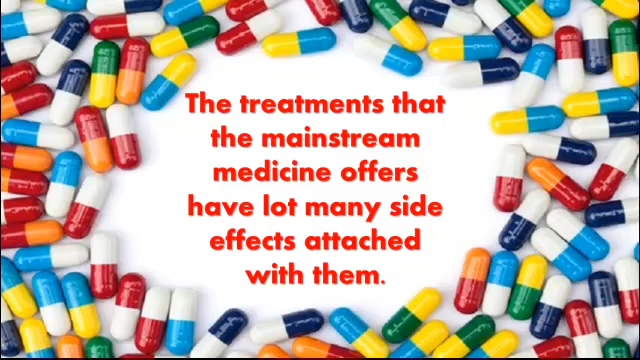 The treatments that
the mainstream
medicine offers
have lot many side
effects attached
with them.